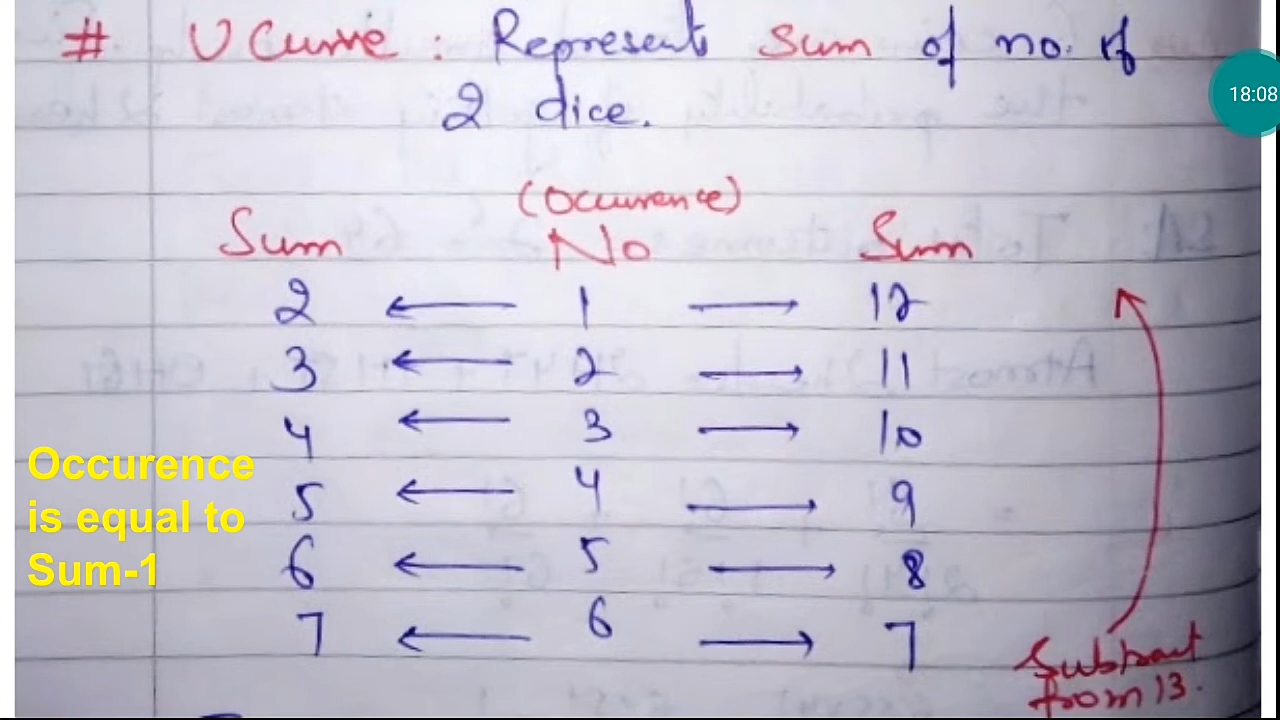 # U Curve : Represents Sum of no. of
2 dice.
18:08
(Occurence)
Sum No Sum
2 ← 1 → 12
3 ← 2 → 11
4 ← 3 → 10
5 ← 4 → 9
6 ← 5 → 8
7 ← 6 → 7
Occurence
is equal to
Sum-1
Subtract
from 13.